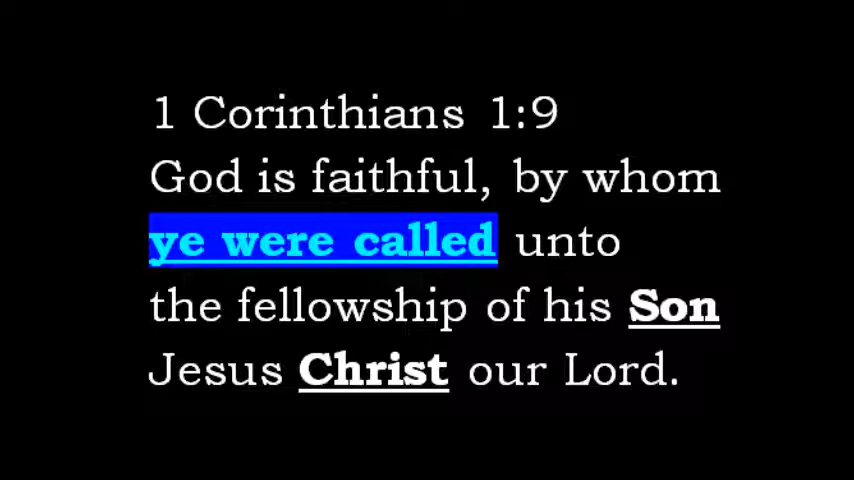 1 Corinthians 1:9
God is faithful, by whom
ye were called unto
the fellowship of his Son
Jesus Christ our Lord.